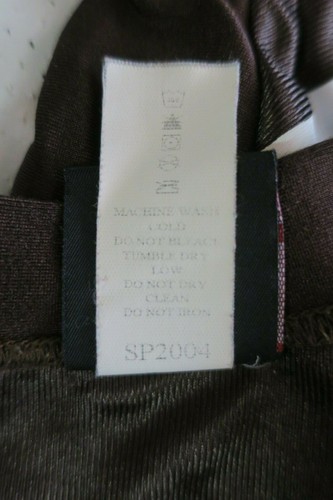 MACHINE WASH
COLD
DO NOT BLEACH
TUMBLE DRY
LOW
DO NOT DRY
CLEAN
DO NOT IRON
SP2004